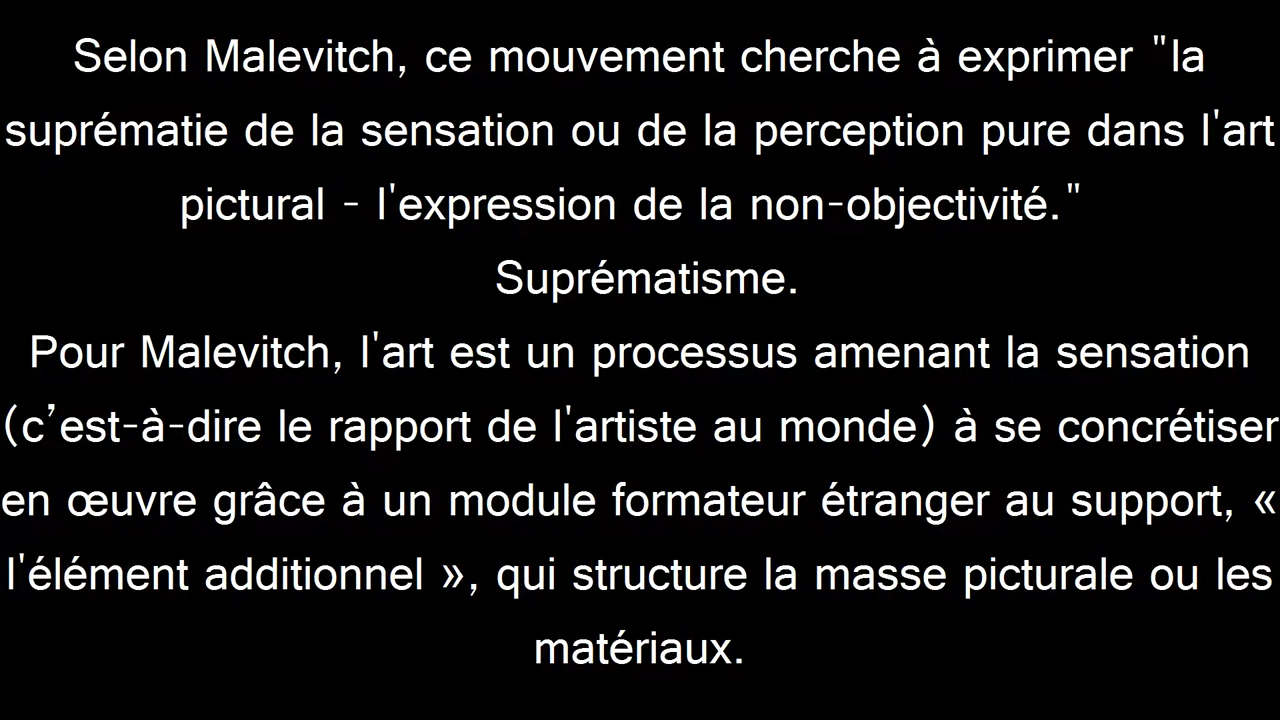 Selon Malevitch, ce mouvement cherche à exprimer "la
suprématie de la sensation ou de la perception pure dans l'art
pictural - l'expression de la non-objectivité."
Suprématisme.
Pour Malevitch, l'art est un processus amenant la sensation
(c’est-à-dire le rapport de l'artiste au monde) à se concrétiser
en œuvre grâce à un module formateur étranger au support, «
l'élément additionnel », qui structure la masse picturale ou les
matériaux.